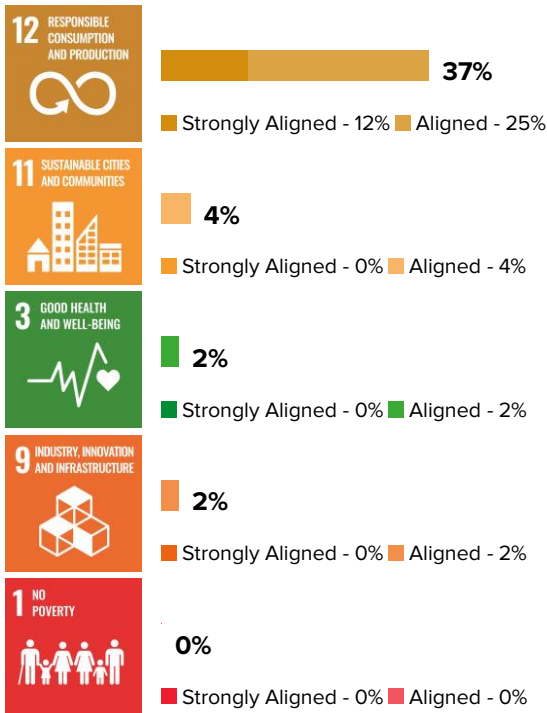 12 RESPONSIBLE
CONSUMPTION
AND PRODUCTION
37%
Strongly Aligned - 12% Aligned - 25%
11 SUSTAINABLE CITIES
AND COMMUNITIES
4%
Strongly Aligned - 0% Aligned - 4%
3 GOOD HEALTH
AND WELL-BEING
2%
Strongly Aligned - 0% Aligned - 2%
9 INDUSTRY, INNOVATION
AND INFRASTRUCTURE
2%
Strongly Aligned - 0% Aligned - 2%
1 NO
POVERTY
0%
Strongly Aligned - 0% Aligned - 0%